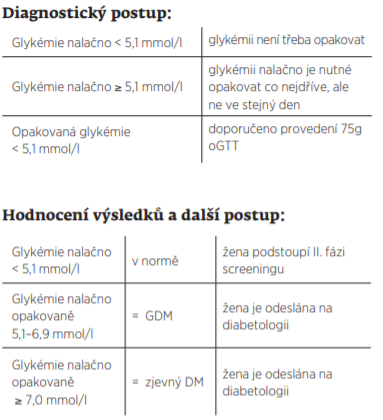 Diagnostický postup:
Glykémie nalačno < 5,1 mmol/l
glykémii není třeba opakovat
Glykémie nalačno ≥ 5,1 mmol/l
glykémii nalačno je nutné
opakovat co nejdříve, ale
ne ve stejný den
Opakovaná glykémie
< 5,1 mmol/l
doporučeno provedení 75g
oGTT
Hodnocení výsledků a další postup:
Glykémie nalačno
< 5,1 mmol/l
v normě
žena podstoupí II. fázi
screeningu
Glykémie nalačno
opakovaně
5,1–6,9 mmol/l
= GDM
žena je odeslána na
diabetologii
Glykémie nalačno
opakovaně
≥ 7,0 mmol/l
= zjevný DM
žena je odeslána na
diabetologii